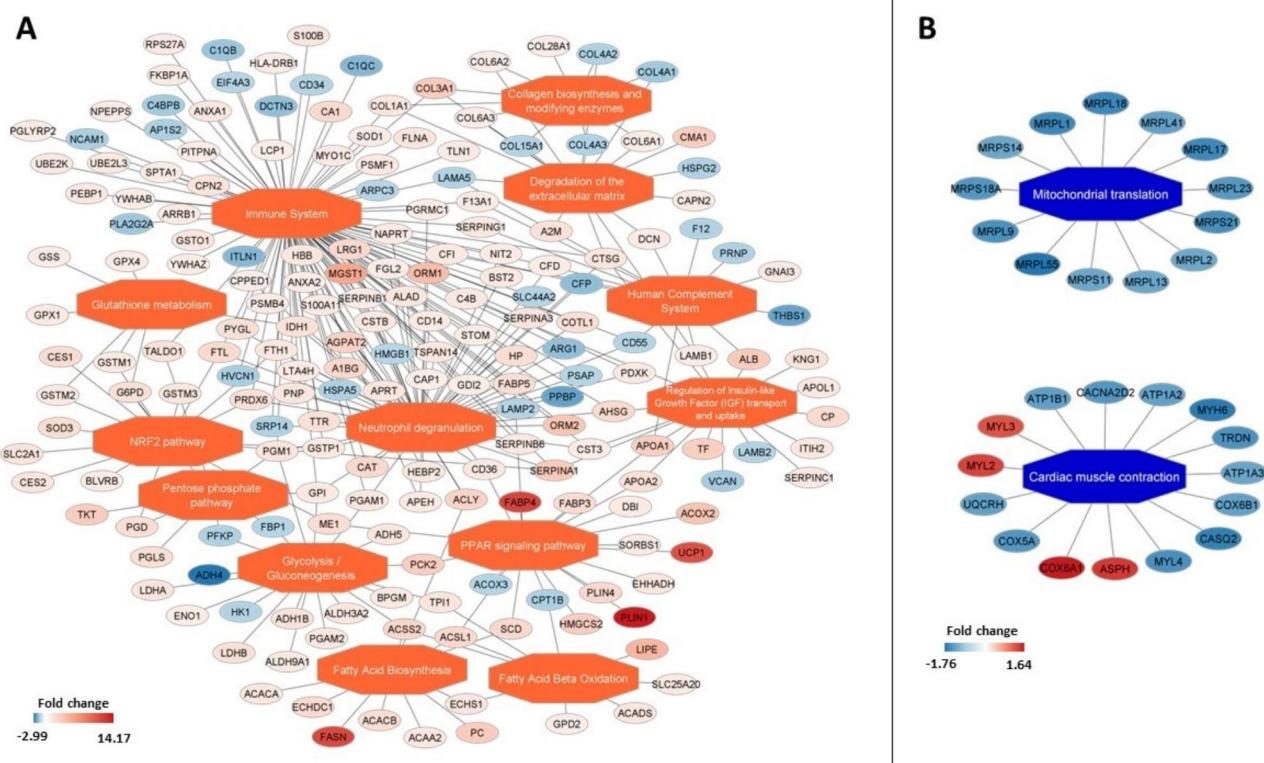 A
B
RPS27A
C1QB
S100B
C1QC
FKBP1A
EIF4A3
HLA-DRB1
CD34
C4BPB
DCTN3
CA1
COL3A1
COL1A1
NPEPPS
ANXA1
AP1S2
PGLYRP2
NCAM1
PITPNA
LCP1
SOD1
FLNA
MYO1C
TLN1
UBE2K
UBE2L3
SPTA1
PSMF1
CPN2
PEBP1
YWHAB
ARPC3
LAMA5
ARRB1
PLA2G2A
Immune System
PGRMC1
F13A1
SERPING1
GSTO1
NAPRT
YWHAZ
ITLN1
HBB
LRG1
CFI
NIT2
A2M
CTSG
MGST1
FGL2
ORM1
BST2
CFD
CFP
CPPED1
ANXA2
PSMB4
S100A11
SERPINB1
ALAD
C4B
SLC44A2
SERPINA3
COTL1
COL6A2
COL28A1
COL4A2
COL4A1
Collagen biosynthesis and
modifying enzymes
COL6A3
COL15A1
COL4A3
COL6A1
CMA1
HSPG2
Degradation of the
extracellular matrix
CAPN2
DCN
F12
PRNP
GNAI3
Human Complement
System
THBS1
GSS
GPX4
Glutathione metabolism
GPX1
PYGL
IDH1
CSTB
CD14
STOM
AGPAT2
HMGB1
TSPAN14
HP
ARG1
CD55
LAMB1
ALB
KNG1
CES1
GSTM1
TALDO1
FTL
FTH1
LTA4H
A1BG
CAP1
GDI2
FABP5
PSAP
PDXK
APOL1
Regulation of Insulin-like
Growth Factor (IGF) transport
and uptake
GSTM2
G6PD
GSTM3
HVCN1
PRDX6
PNP
HSPA5
APRT
PPBP
LAMP2
AHSG
CP
SOD3
NRF2 pathway
SRP14
TTR
Neutrophil degranulation
ORM2
SERPINB6
CST3
APOA1
TF
LAMB2
ITIH2
SLC2A1
PGM1
GSTP1
CES2
BLVRB
CAT
HEBP2
CD36
SERPINA1
APOA2
VCAN
SERPINC1
Pentose phosphate
pathway
GPI
PGAM1
APEH
ACLY
FABP4
FABP3
DBI
ACOX2
TKT
PGD
PFKP
FBP1
ME1
ADH5
PPAR signaling pathway
SORBS1
UCP1
PGLS
Glycolysis /
Gluconeogenesis
PCK2
ADH4
ACOX3
EHHADH
LDHA
CPT1B
PLIN4
BPGM
TPI1
ENO1
HK1
ADH1B
ALDH3A2
HMGCS2
PLIN1
PGAM2
ACSS2
ACSL1
SCD
LDHB
ALDH9A1
LIPE
Fatty Acid Biosynthesis
Fatty Acid Beta Oxidation
SLC25A20
ACACA
ECHDC1
ECHS1
ACADS
ACACB
GPD2
FASN
ACAA2
PC
Fold change
-2.99
14.17
MRPL18
MRPL1
MRPL41
MRPS14
MRPL17
MRPS18A
Mitochondrial translation
MRPL23
MRPL9
MRPS21
MRPL55
MRPL2
MRPS11
MRPL13
ATP1B1
CACNA2D2
ATP1A2
MYH6
MYL3
TRDN
MYL2
Cardiac muscle contraction
ATP1A3
UQCRH
COX6B1
COX5A
CASQ2
COX6A1
ASPH
MYL4
Fold change
-1.76
1.64